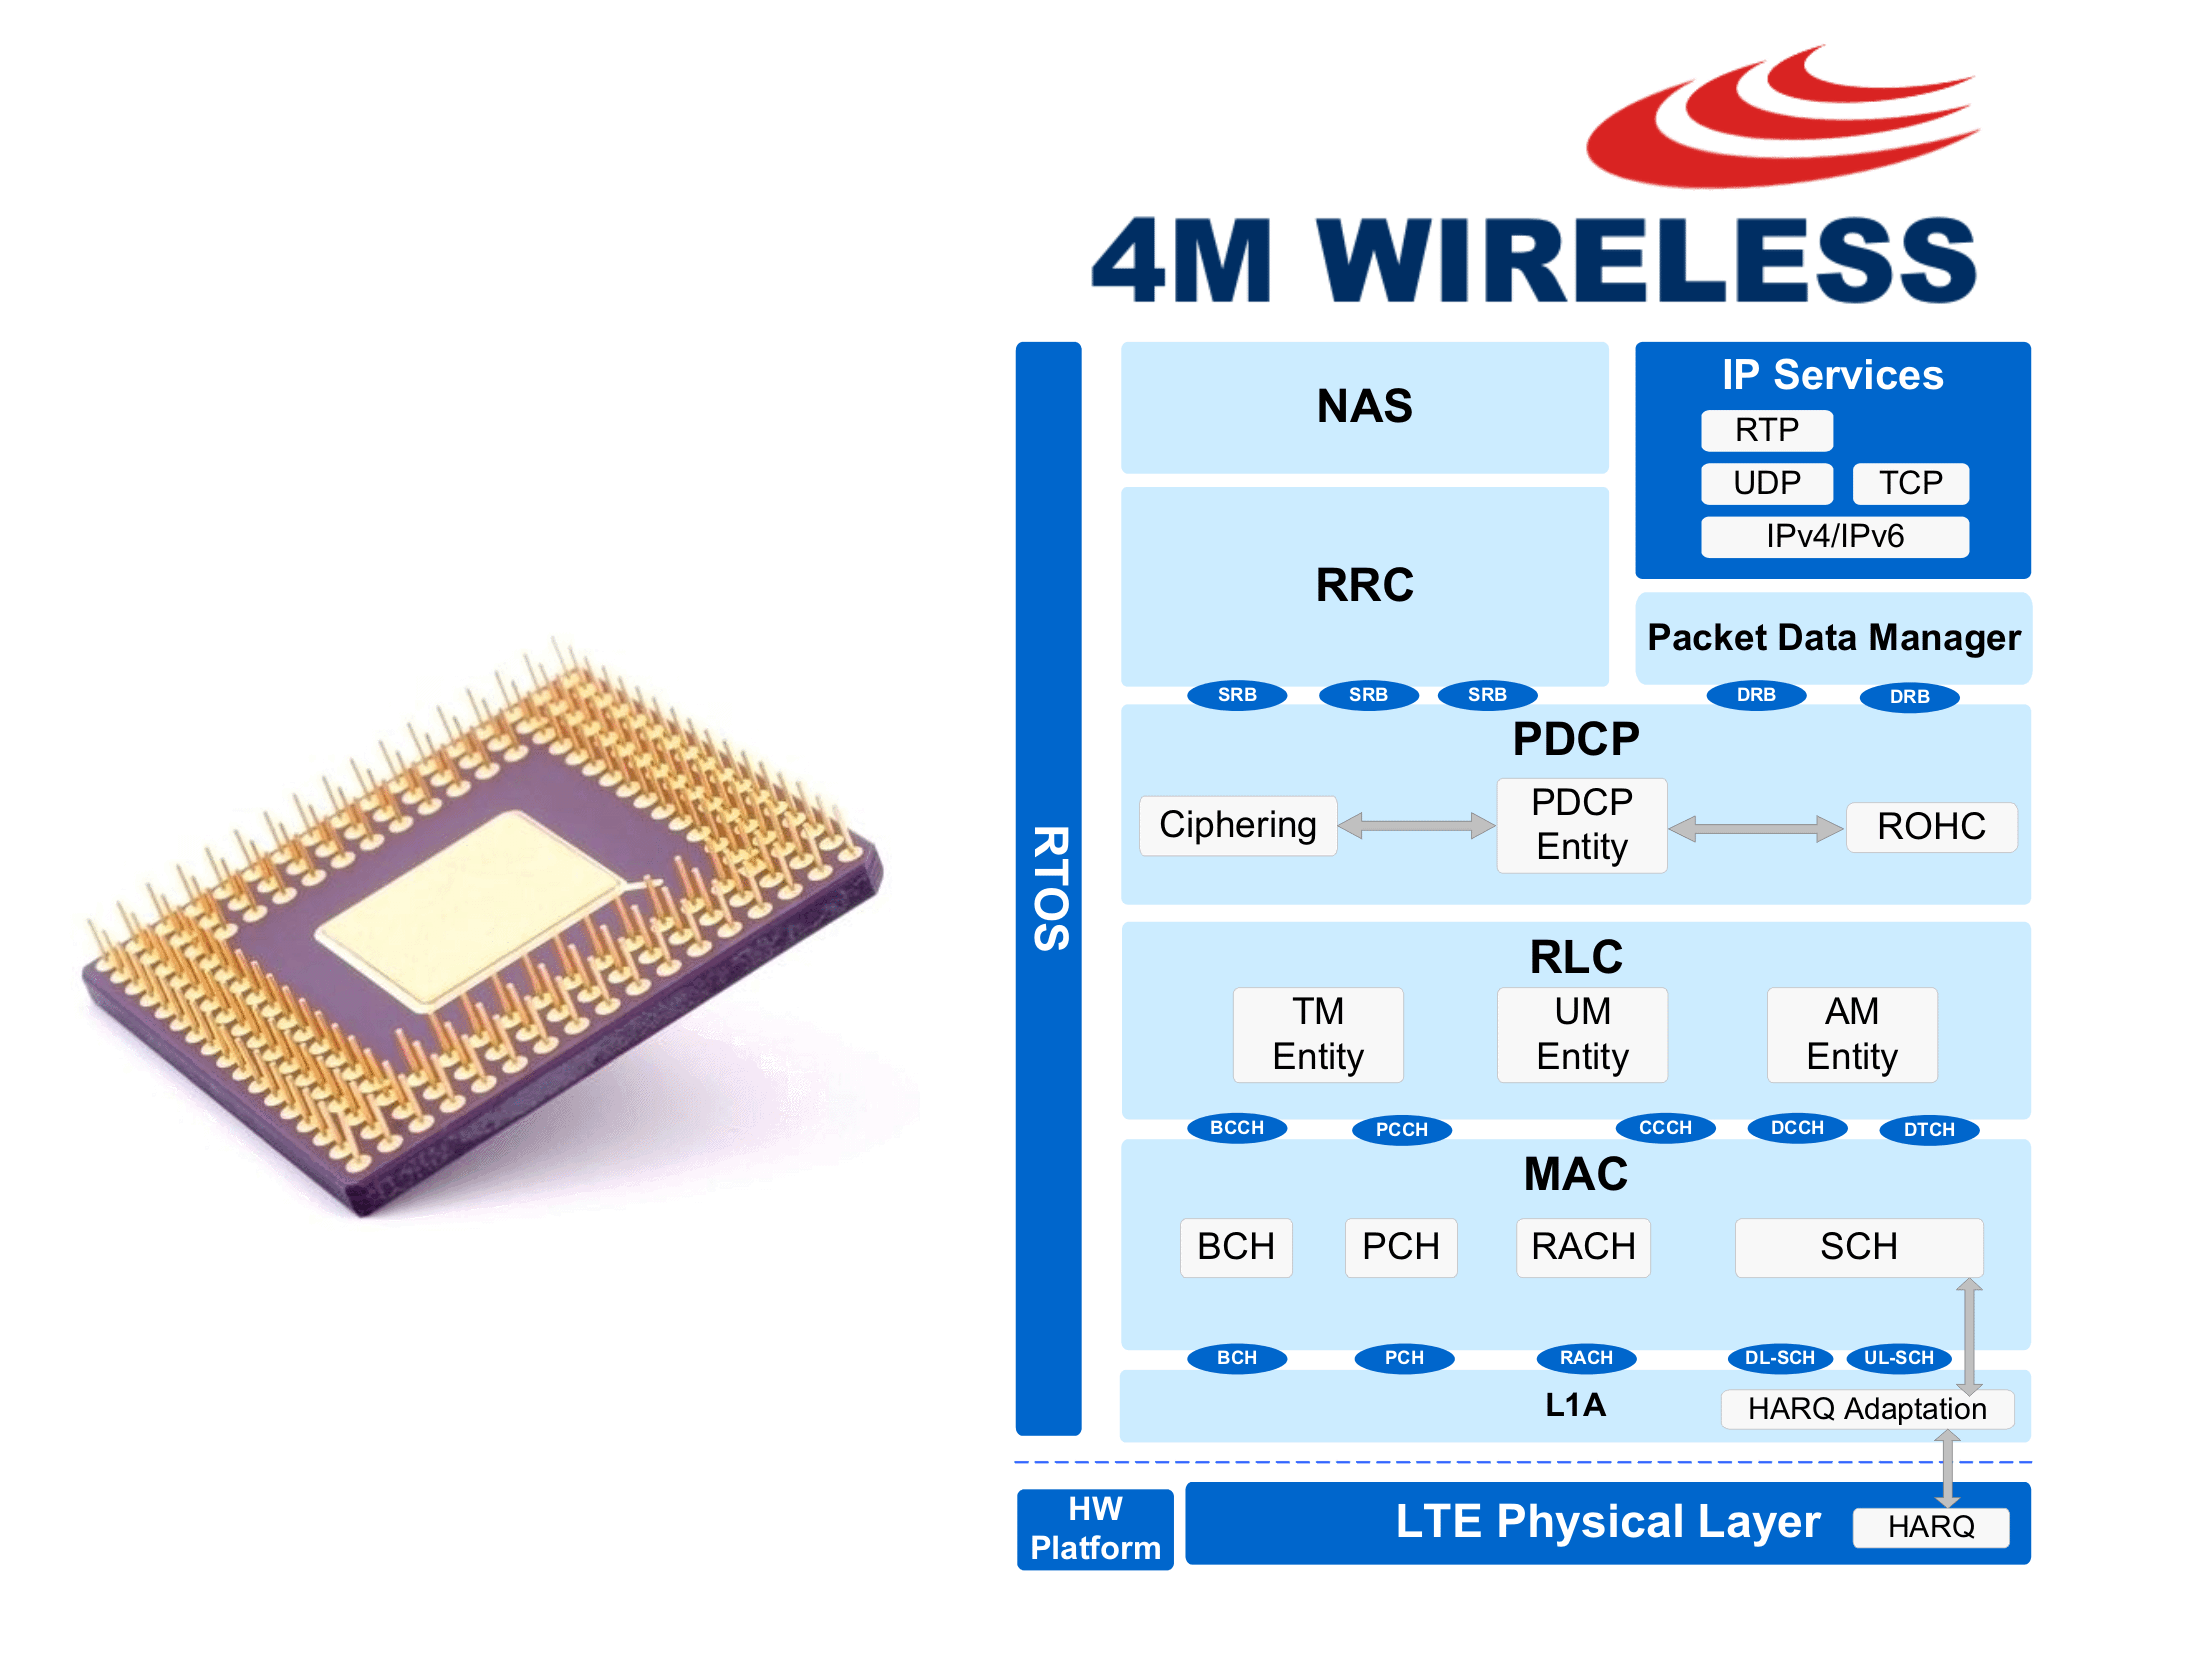 4M WIRELESS
RTOS
NAS
IP Services
RTP
UDP TCP
IPv4/IPv6
RRC
Packet Data Manager
SRB SRB SRB DRB DRB
PDCP
Ciphering
PDCP
Entity
ROHC
RLC
TM
Entity
UM
Entity
AM
Entity
BCCH PCCH CCCH DCCH DTCH
MAC
BCH PCH RACH SCH
BCH PCH RACH DL-SCH UL-SCH
L1A
HARQ Adaptation
HW
Platform
LTE Physical Layer
HARQ